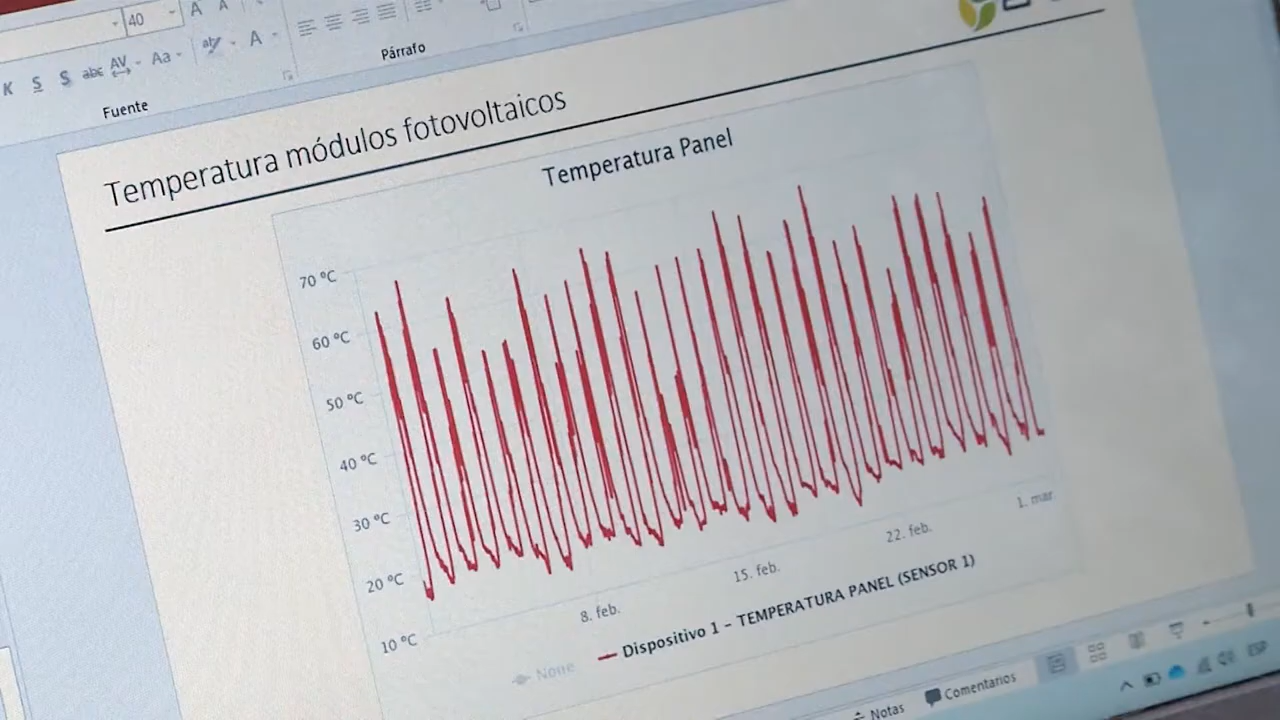 40
K S S abc AV Aa A
Fuente
Párrafo
Temperatura módulos fotovoltaicos
Temperatura Panel
70 ºC
60 ºC
50 ºC
40 ºC
30 ºC
20 ºC
10 ºC
8. feb.
15. feb.
22. feb.
1. mar
None
Dispositivo 1 - TEMPERATURA PANEL (SENSOR 1)
Notas
Comentarios
ESP